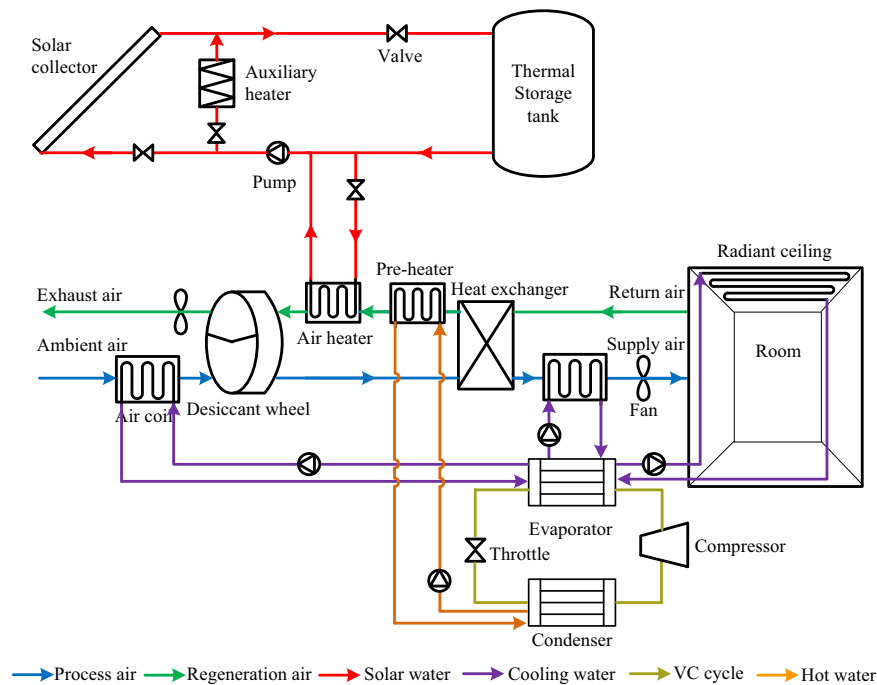 Solar
collector
Auxiliary
heater
Valve
Thermal
Storage
tank
Pump
Radiant ceiling
Pre-heater
Heat exchanger
Exhaust air
Return air
Air heater
Ambient air
Supply air
Room
Air coil
Desiccant wheel
Fan
Evaporator
Throttle
Compressor
Condenser
Process air
Regeneration air
Solar water
Cooling water
VC cycle
Hot water